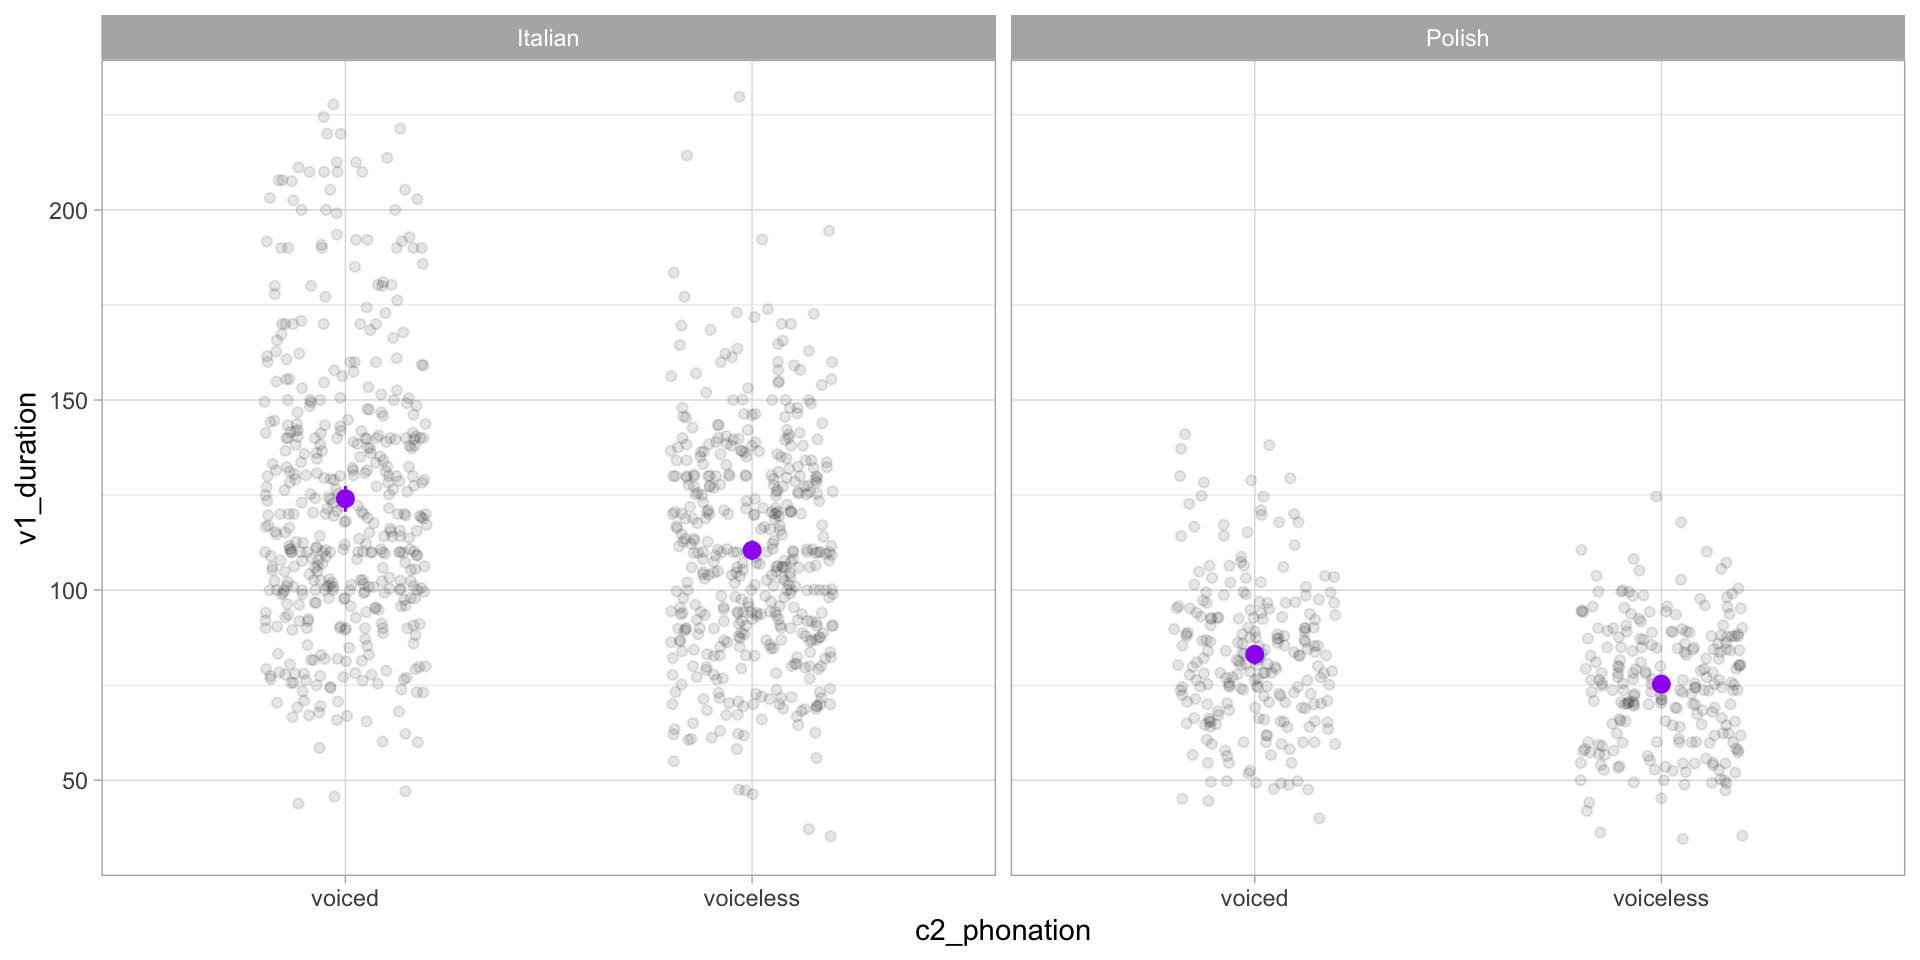 Italian
Polish
v1_duration
200
150
100
50
voiced
voiceless
voiced
voiceless
c2_phonation